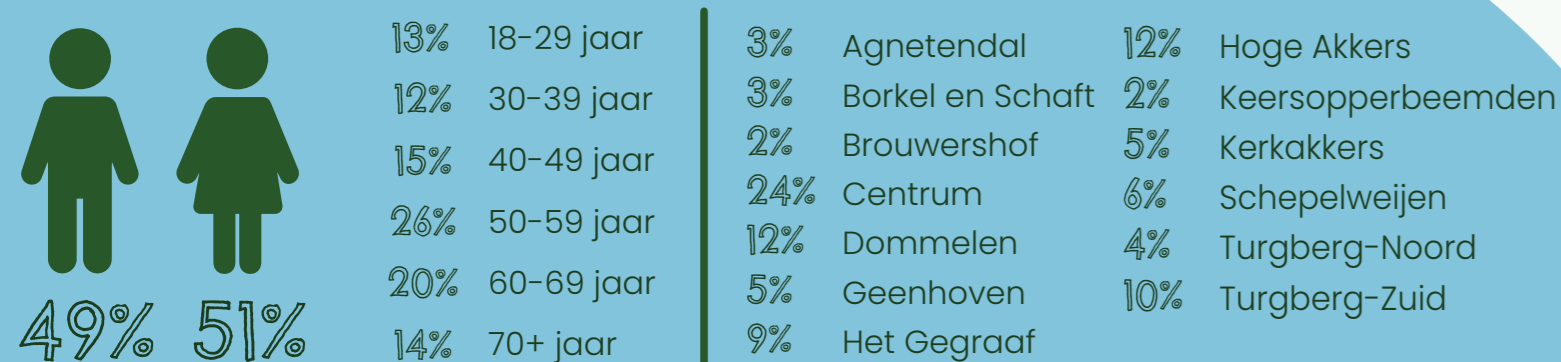 49% 51%
13% 18-29 jaar
12% 30-39 jaar
15% 40-49 jaar
26% 50-59 jaar
20% 60-69 jaar
14% 70+ jaar
3% Agnetendal
3% Borkel en Schaft
2% Brouwershof
24% Centrum
12% Dommelen
5% Geenhoven
9% Het Gegraaf
12% Hoge Akkers
2% Keersopperbeemden
5% Kerkakkers
6% Schepelweijen
4% Turgberg-Noord
10% Turgberg-Zuid